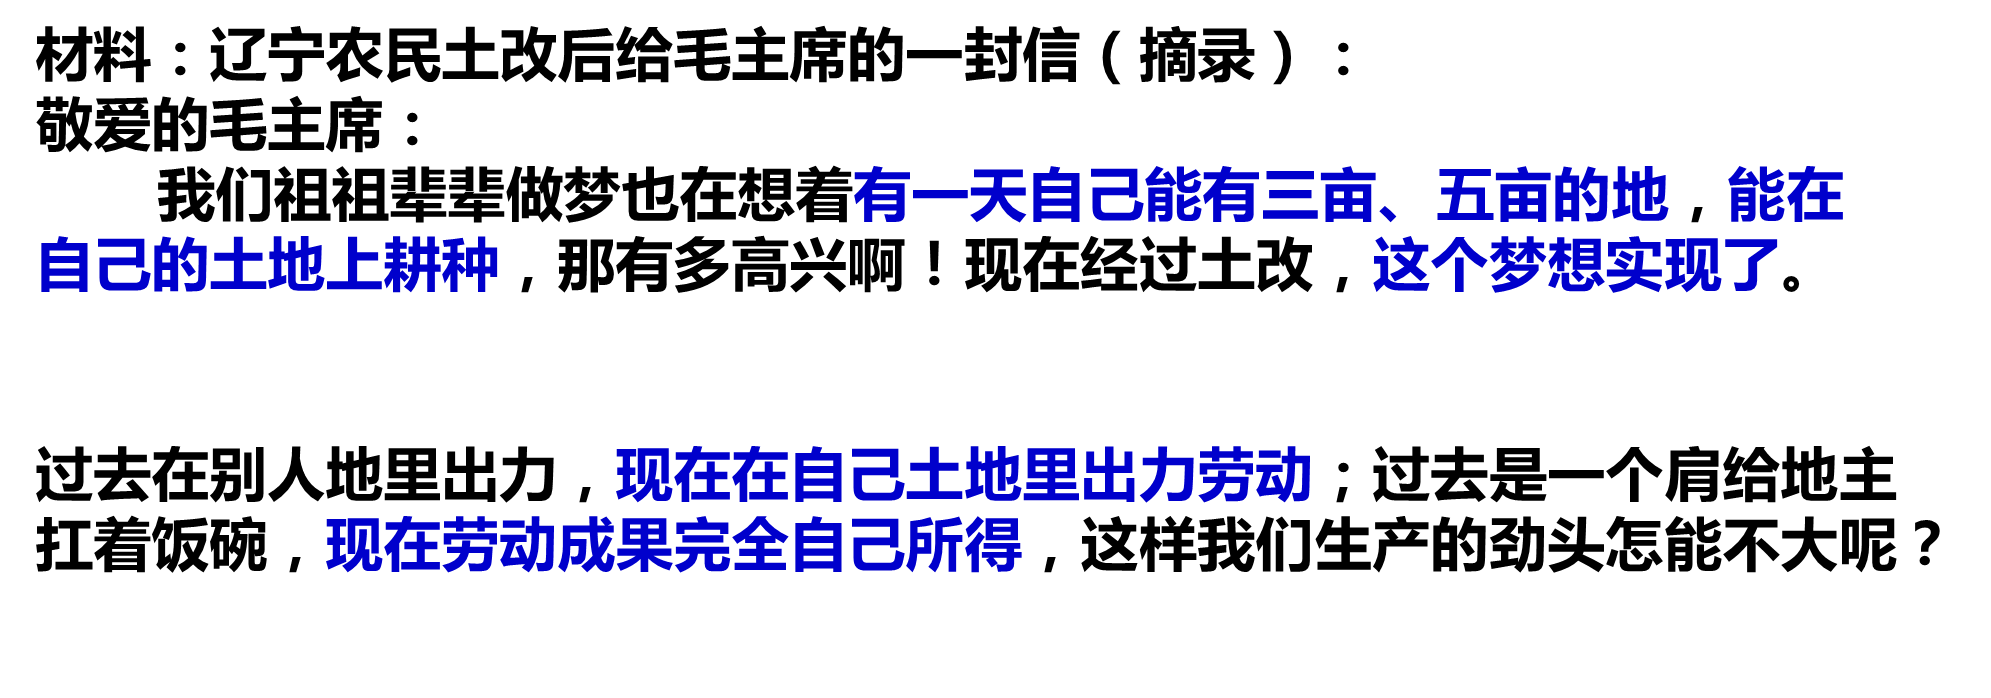 材料：辽宁农民土改后给毛主席的一封信（摘录）：
敬爱的毛主席：
我们祖祖辈辈做梦也在想着有一天自己能有三亩、五亩的地，能在
自己的土地上耕种，那有多高兴啊！现在经过土改，这个梦想实现了。
过去在别人地里出力，现在在自己土地里出力劳动；过去是一个肩给地主
扛着饭碗，现在劳动成果完全自己所得，这样我们生产的劲头怎能不大呢？